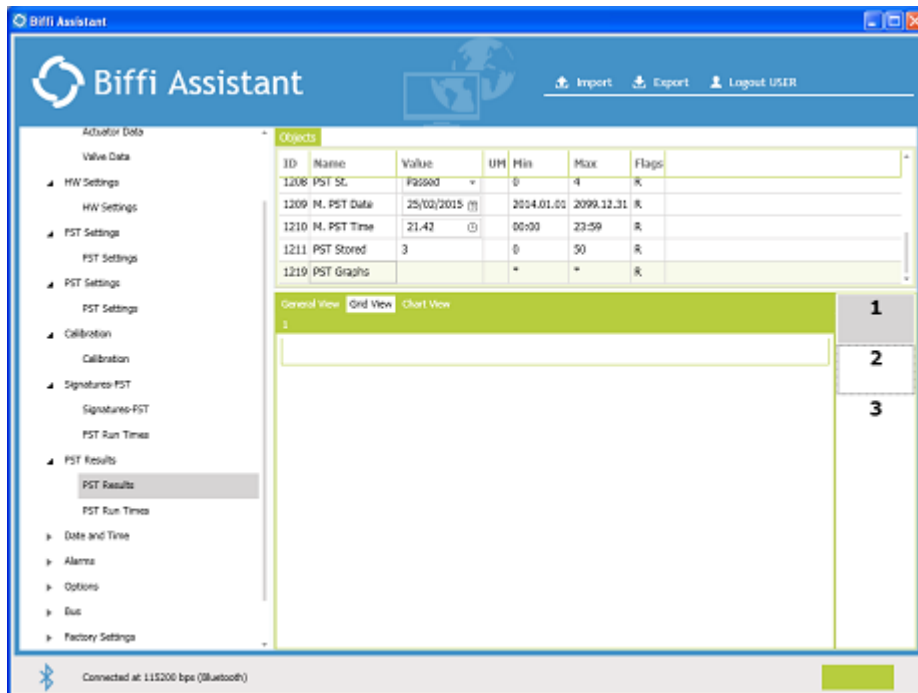 Biffi Assistant
Biffi Assistant
Import Export Logout USER
Actuator Data
Valve Data
HW Settings
HW Settings
FST Settings
FST Settings
PST Settings
PST Settings
Calibration
Calibration
Signatures-FST
Signatures-FST
FST Run Times
PST Results
PST Results
PST Run Times
Date and Time
Alarms
Options
Bus
Factory Settings
Objects
ID Name Value UM Min Max Flags
1208 PST St. Passed 0 4 R
1209 M. PST Date 25/02/2015 2014.01.01 2099.12.31 R
1210 M. PST Time 21.42 00:00 23:59 R
1211 PST Stored 3 0 50 R
1219 PST Graphs * * R
General View Grid View Chart View
1
1
2
3
Connected at 115200 bps (Bluetooth)